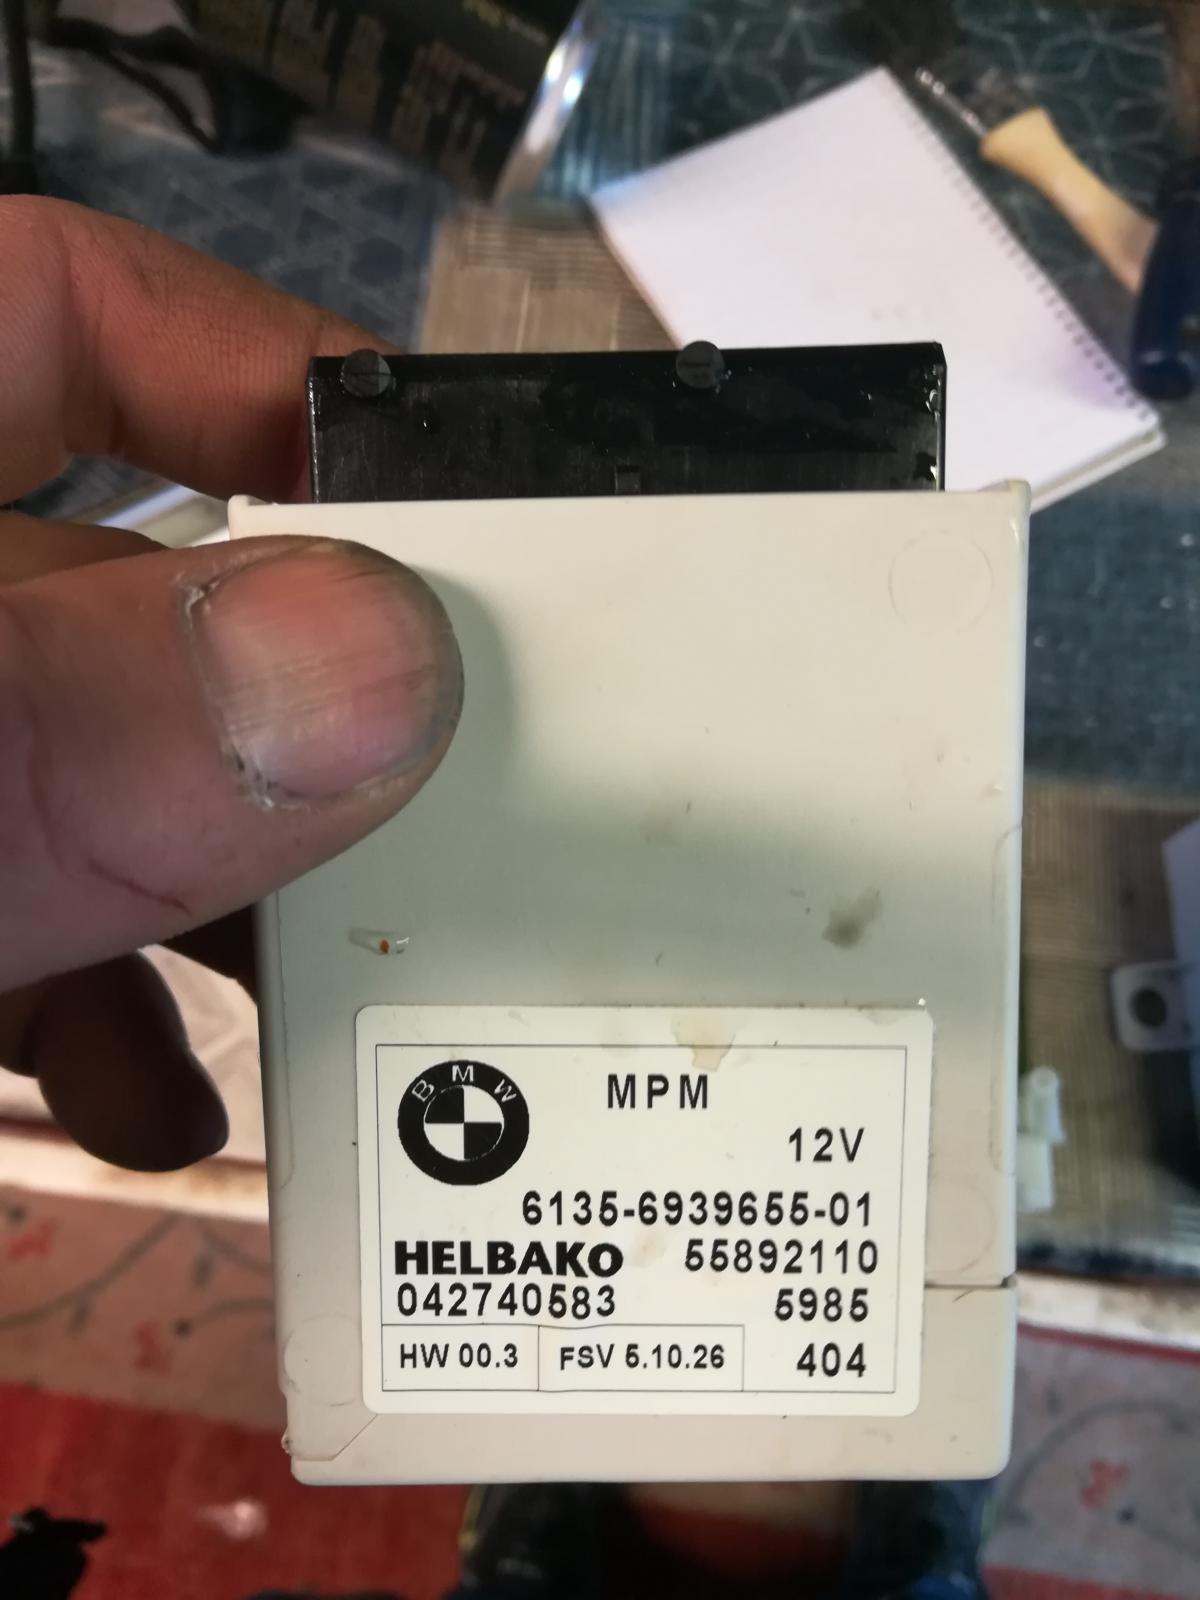 BMW
MPM
12V
6135-6939655-01
HELBAKO 55892110
042740583 5985
HW 00.3 FSV 5.10.26 404